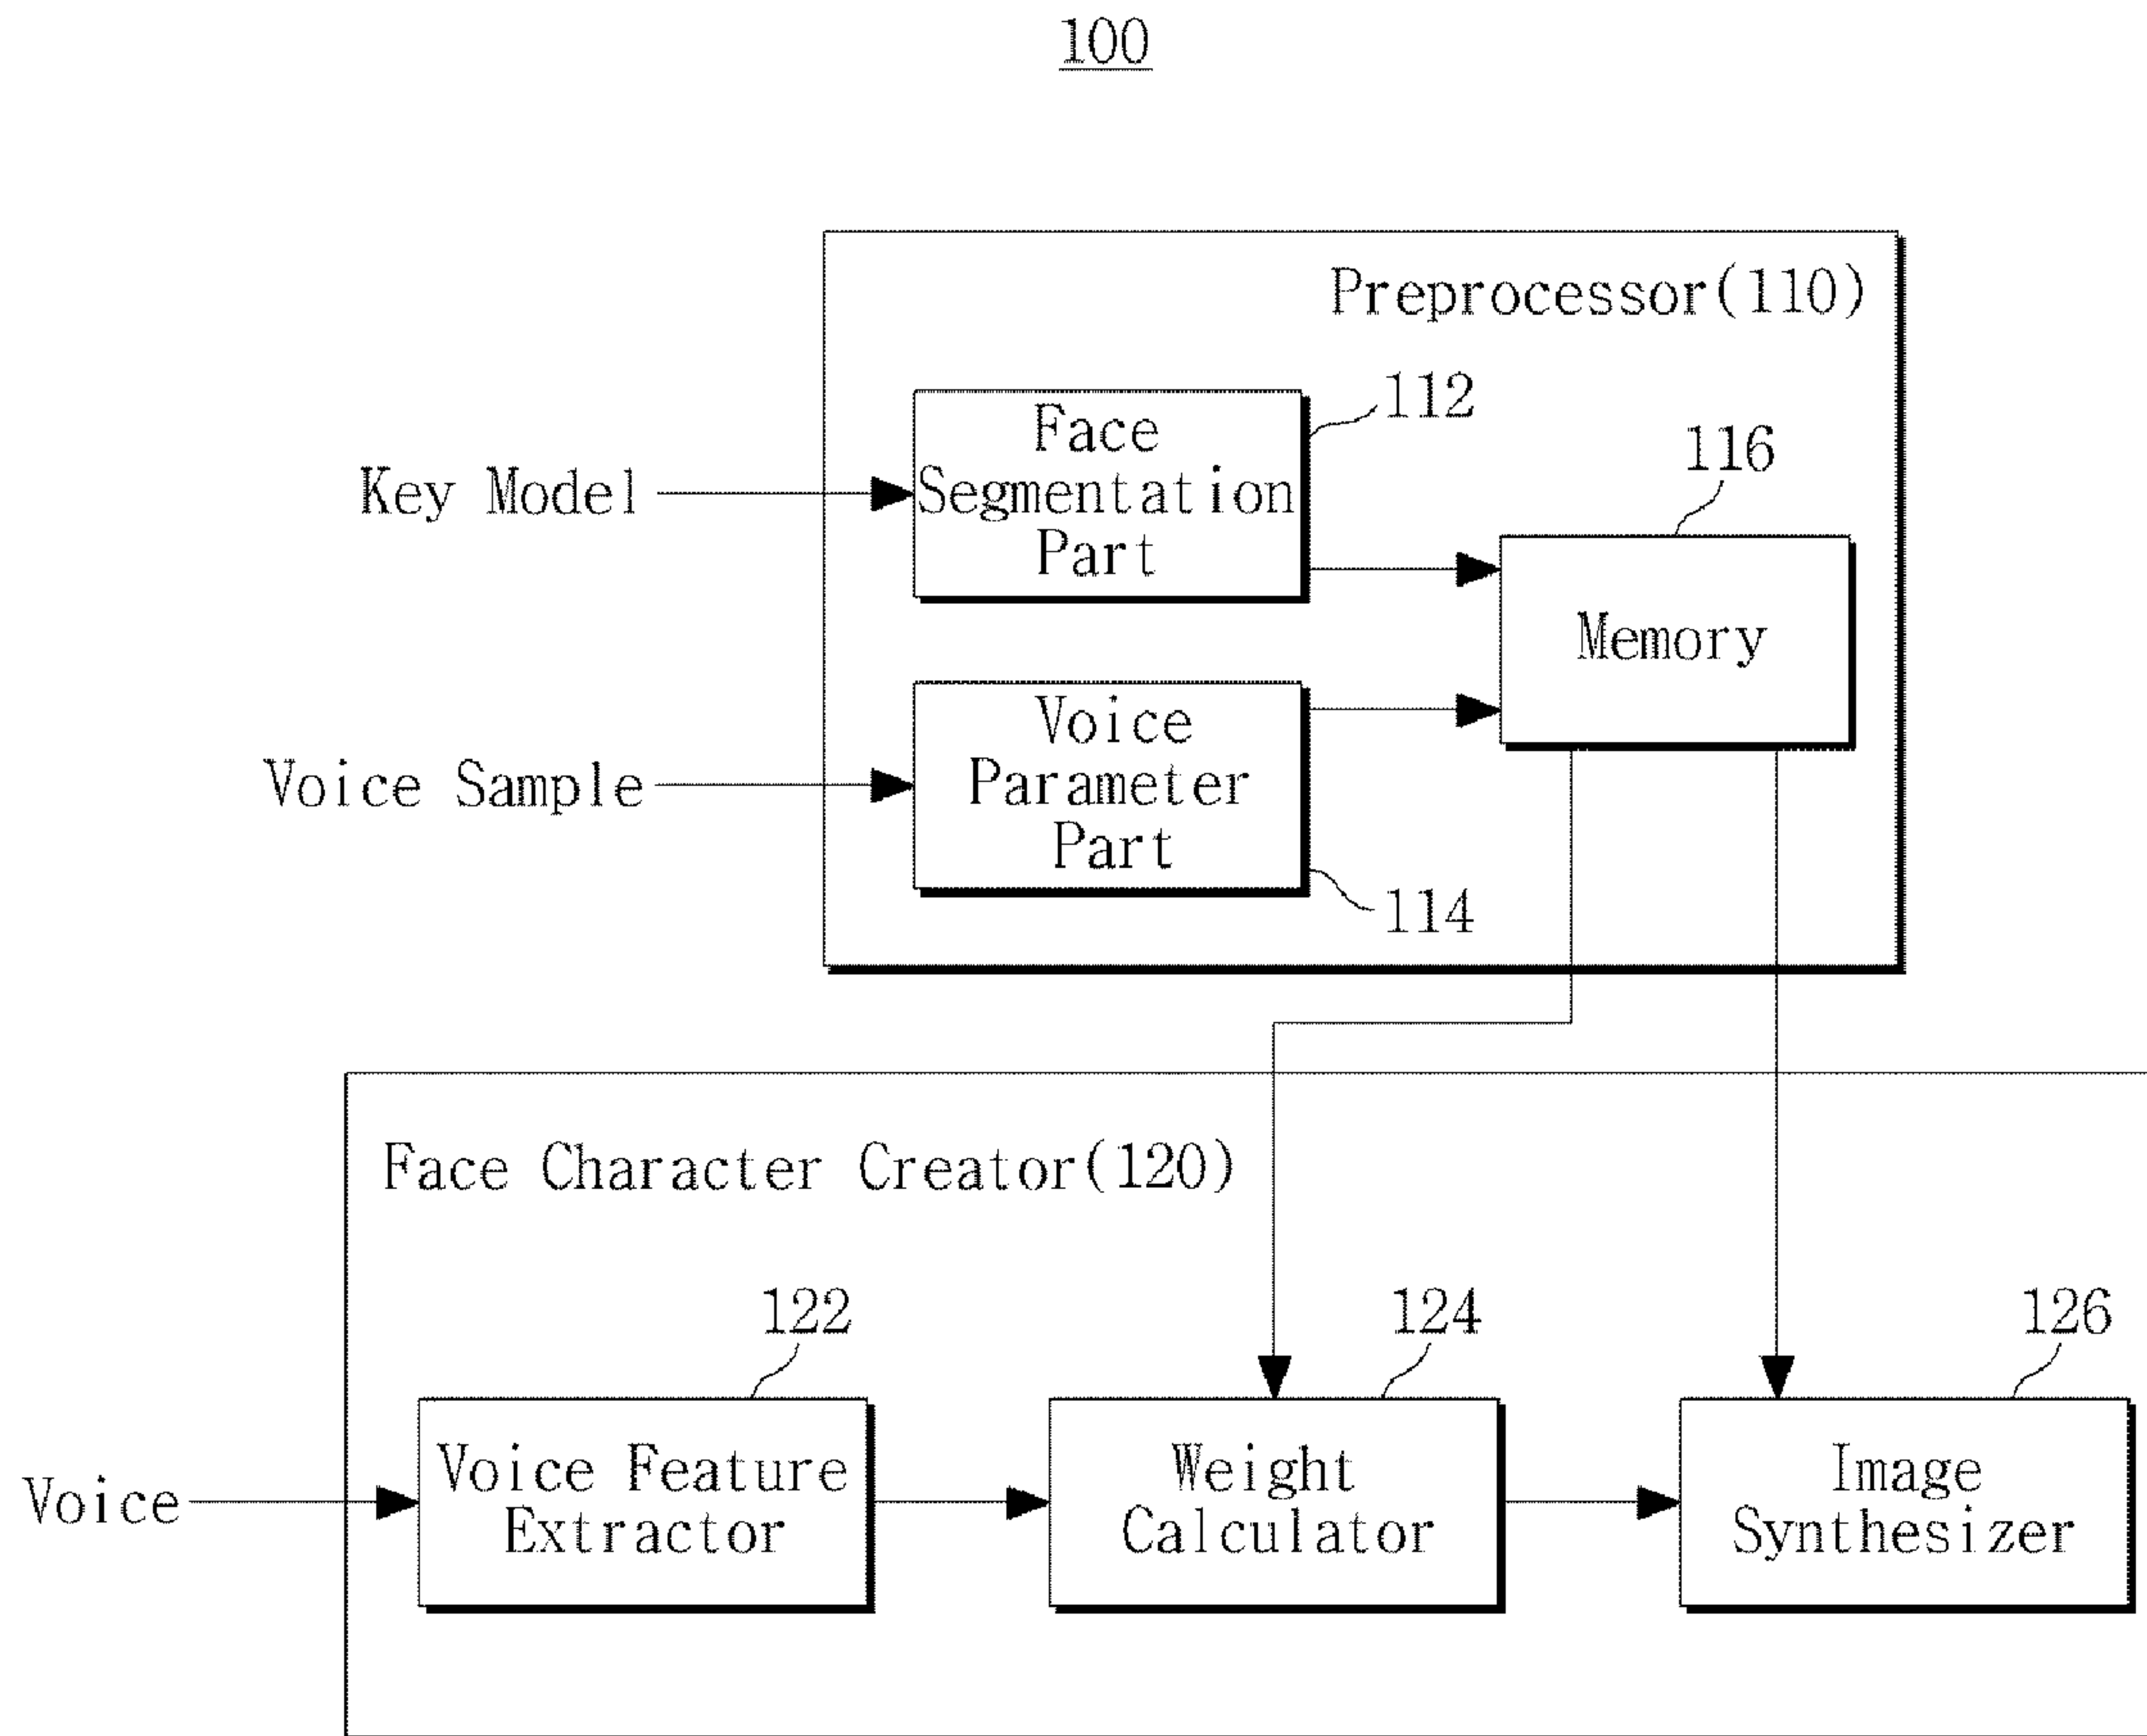 100
Preprocessor(110)
112
Face
Segmentation
Part
Key Model
116
Memory
Voice
Parameter
Part
Voice Sample
114
Face Character Creator(120)
122
124
126
Voice
Voice Feature
Extractor
Weight
Calculator
Image
Synthesizer